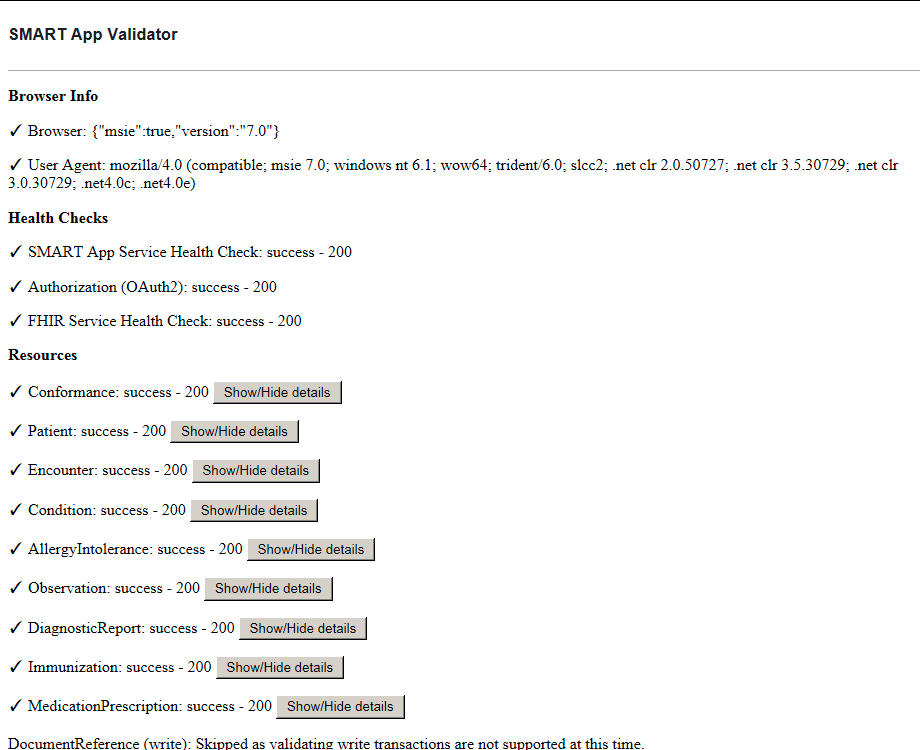 SMART App Validator
Browser Info
✓ Browser: {"msie":true,"version":"7.0"}
✓ User Agent: mozilla/4.0 (compatible; msie 7.0; windows nt 6.1; wow64; trident/6.0; slcc2; .net clr 2.0.50727; .net clr 3.5.30729; .net clr
3.0.30729; .net4.0c; .net4.0e)
Health Checks
✓ SMART App Service Health Check: success - 200
✓ Authorization (OAuth2): success - 200
✓ FHIR Service Health Check: success - 200
Resources
✓ Conformance: success - 200 Show/Hide details
✓ Patient: success - 200 Show/Hide details
✓ Encounter: success - 200 Show/Hide details
✓ Condition: success - 200 Show/Hide details
✓ AllergyIntolerance: success - 200 Show/Hide details
✓ Observation: success - 200 Show/Hide details
✓ DiagnosticReport: success - 200 Show/Hide details
✓ Immunization: success - 200 Show/Hide details
✓ MedicationPrescription: success - 200 Show/Hide details
DocumentReference (write): Skipped as validating write transactions are not supported at this time.